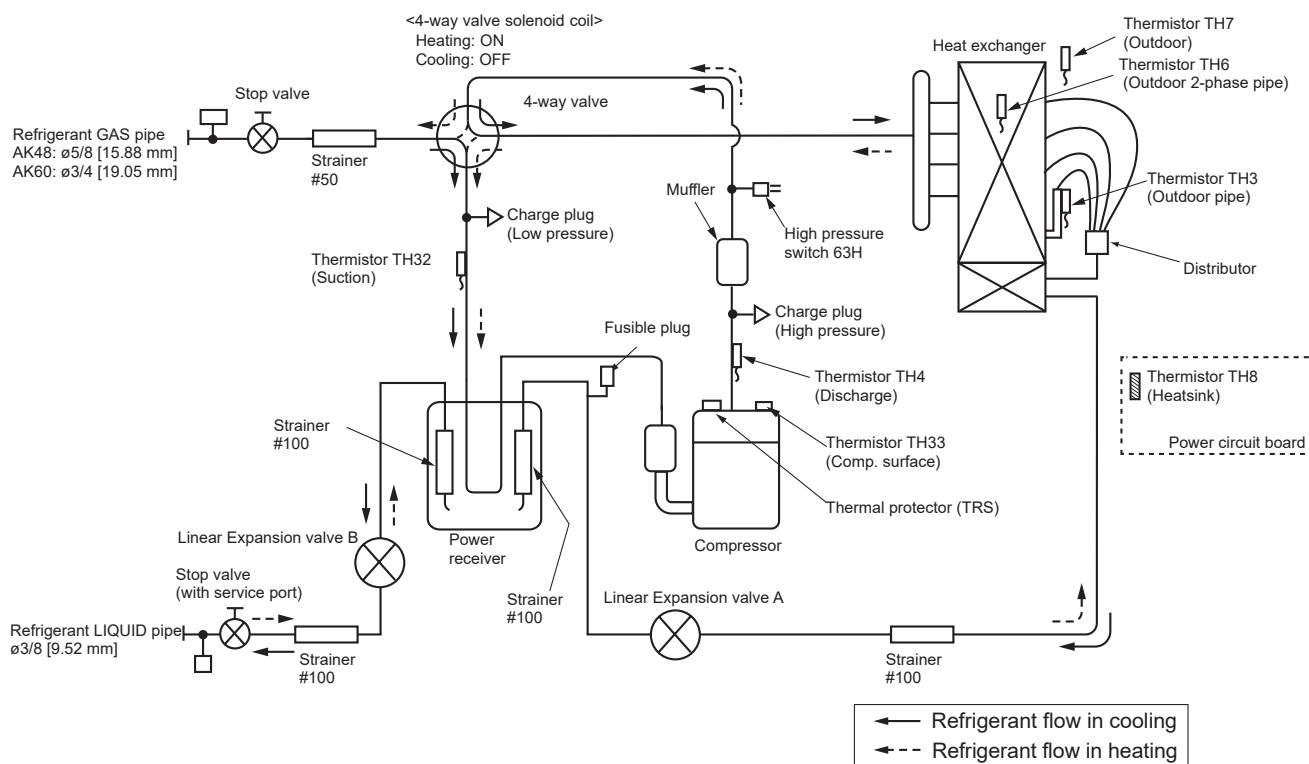 <4-way valve solenoid coil>
Heating: ON
Cooling: OFF
Stop valve
4-way valve
Heat exchanger
Thermistor TH7
(Outdoor)
Thermistor TH6
(Outdoor 2-phase pipe)
Refrigerant GAS pipe
AK48: ø5/8 [15.88 mm]
AK60: ø3/4 [19.05 mm]
Strainer
#50
Muffler
Thermistor TH3
(Outdoor pipe)
Charge plug
(Low pressure)
High pressure
switch 63H
Thermistor TH32
(Suction)
Distributor
Charge plug
(High pressure)
Fusible plug
Thermistor TH4
(Discharge)
Thermistor TH8
(Heatsink)
Power circuit board
Strainer
#100
Thermistor TH33
(Comp. surface)
Thermal protector (TRS)
Linear Expansion valve B
Power
receiver
Compressor
Stop valve
(with service port)
Strainer
#100
Linear Expansion valve A
Refrigerant LIQUID pipe
ø3/8 [9.52 mm]
Strainer
#100
Strainer
#100
Refrigerant flow in cooling
Refrigerant flow in heating